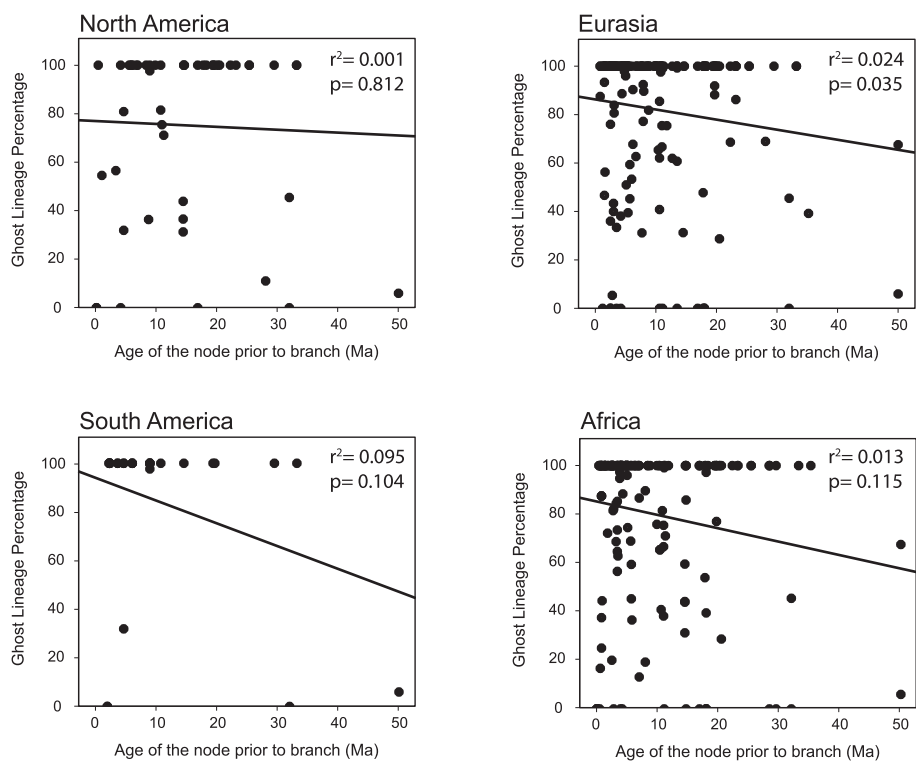 North America
r²= 0.001
p= 0.812
Ghost Lineage Percentage
100
80
60
40
20
0
0 10 20 30 40 50
Age of the node prior to branch (Ma)
Eurasia
r²= 0.024
p= 0.035
Ghost Lineage Percentage
100
80
60
40
20
0
0 10 20 30 40 50
Age of the node prior to branch (Ma)
South America
r²= 0.095
p= 0.104
Ghost Lineage Percentage
100
80
60
40
20
0
0 10 20 30 40 50
Age of the node prior to branch (Ma)
Africa
r²= 0.013
p= 0.115
Ghost Lineage Percentage
100
80
60
40
20
0
0 10 20 30 40 50
Age of the node prior to branch (Ma)